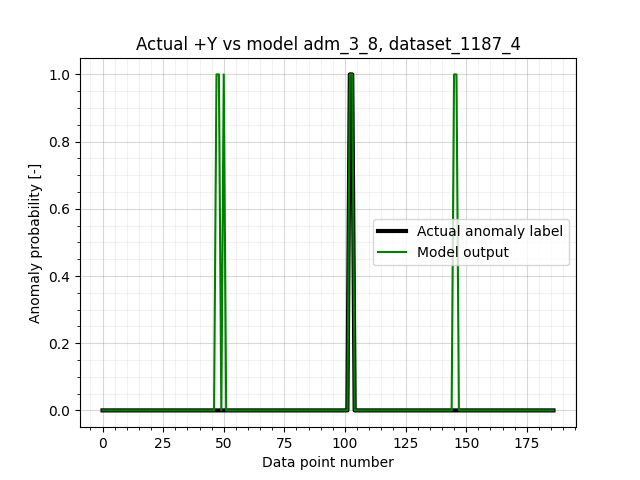 Actual +Y vs model adm_3_8, dataset_1187_4
1.0
0.8
0.6
0.4
0.2
0.0
Anomaly probability [-]
Actual anomaly label
Model output
0 25 50 75 100 125 150 175
Data point number